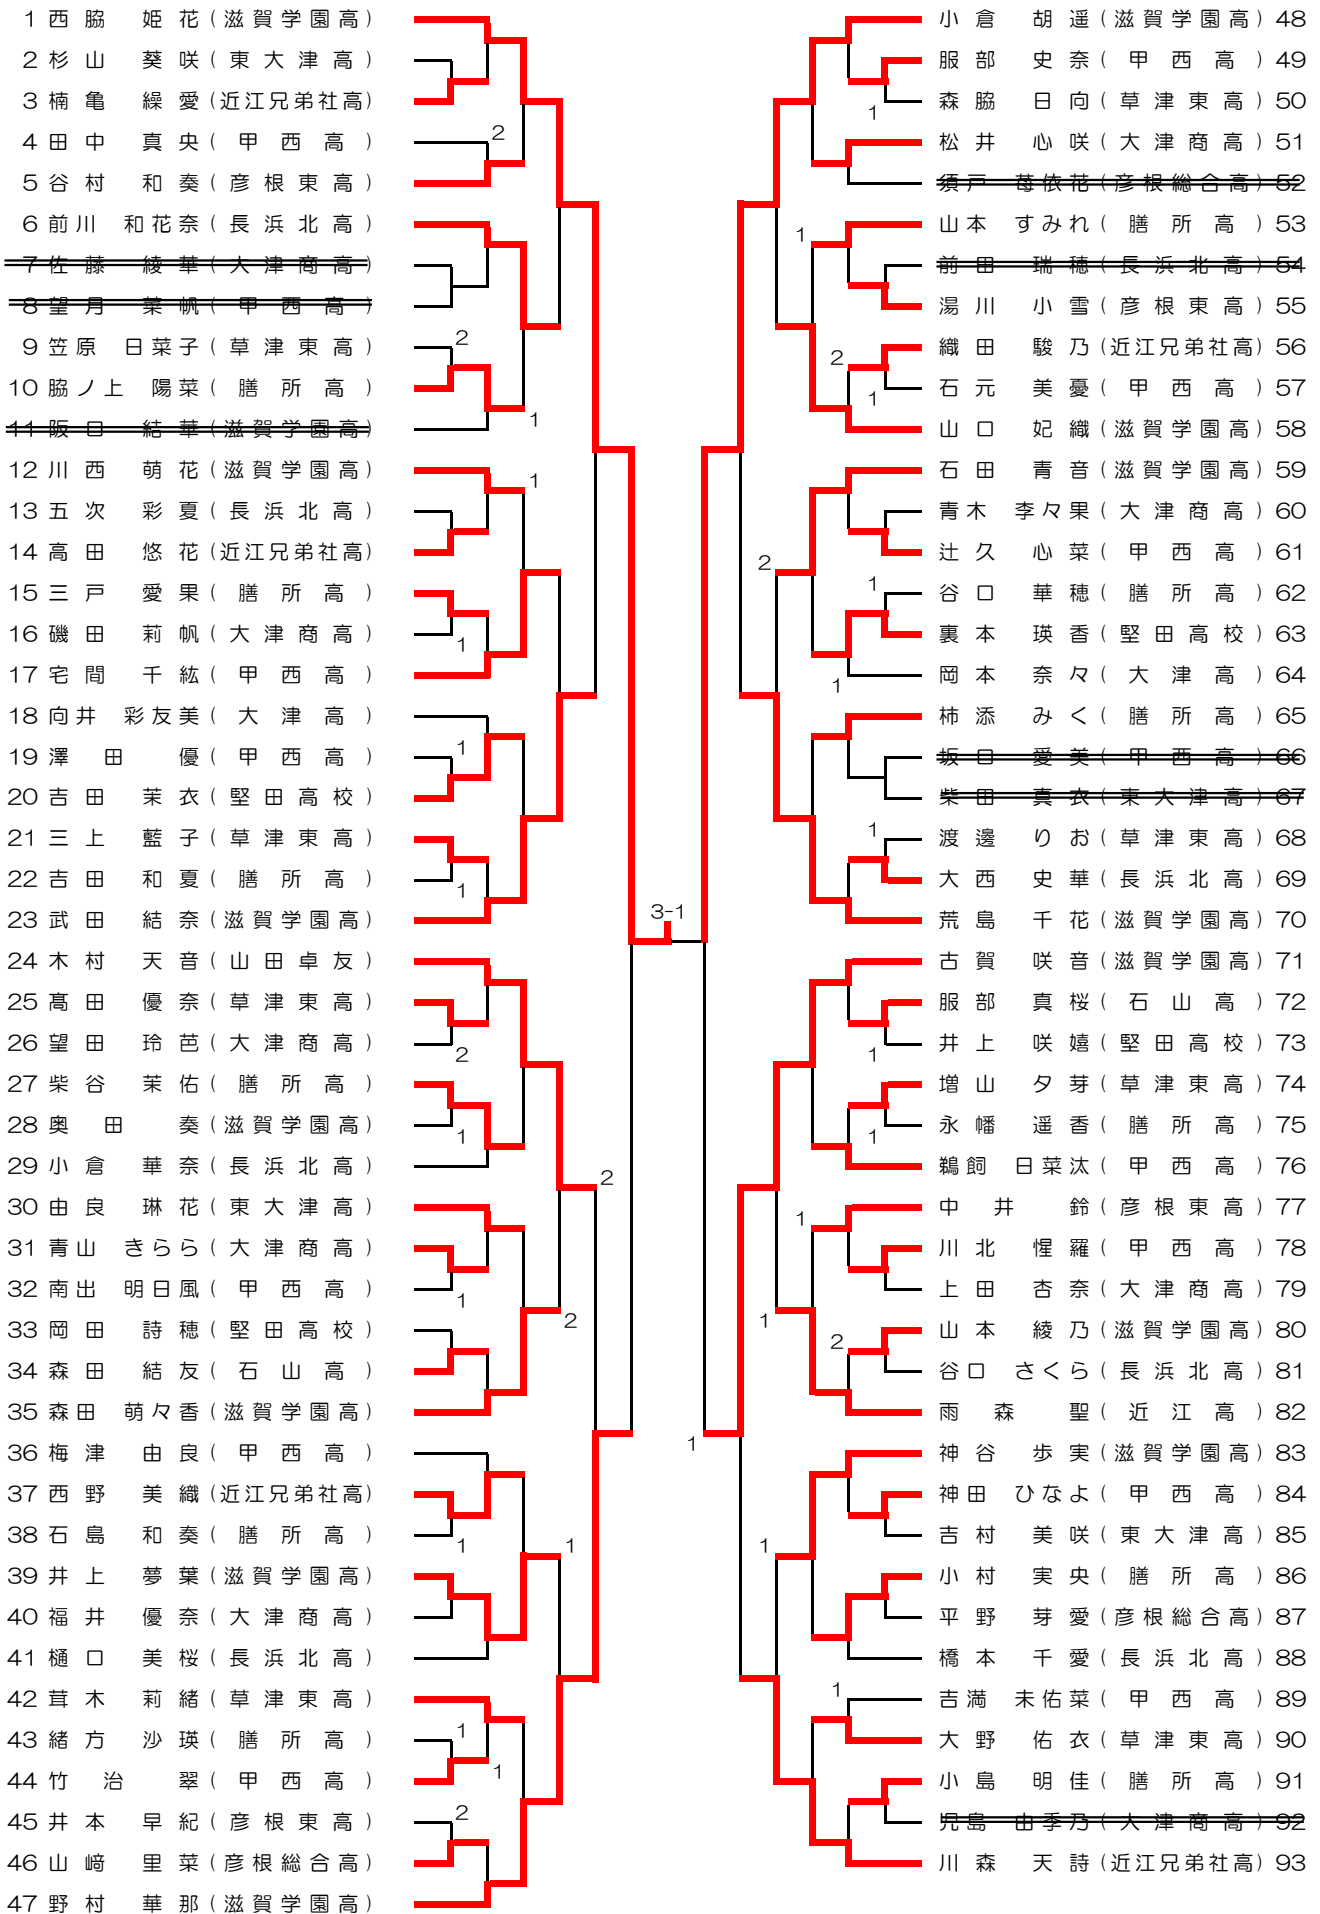 1 西脇 姫花(滋賀学園高)
2 杉山 葵咲(東大津高)
3 楠亀 繰愛(近江兄弟社高)
4 田中 真央(甲西高)
2
5 谷村 和奏(彦根東高)
6 前川 和花奈(長浜北高)
7 佐藤 綾華(大津商高)
8 望月 菜帆(甲西高)
9 笠原 日菜子(草津東高)
2
10 脇ノ上 陽菜(膳所高)
1
11 阪口 結華(滋賀学園高)
12 川西 萌花(滋賀学園高)
1
13 五次 彩夏(長浜北高)
14 高田 悠花(近江兄弟社高)
15 三戸 愛果(膳所高)
16 磯田 莉帆(大津商高)
1
17 宅間 千紘(甲西高)
18 向井 彩友美(大津高)
19 澤田 優(甲西高)
1
20 吉田 茉衣(堅田高校)
21 三上 藍子(草津東高)
22 吉田 和夏(膳所高)
1
23 武田 結奈(滋賀学園高)
3-1
24 木村 天音(山田卓友)
25 髙田 優奈(草津東高)
26 望田 玲芭(大津商高)
2
27 柴谷 茉佑(膳所高)
28 奥田 奏(滋賀学園高)
1
29 小倉 華奈(長浜北高)
2
30 由良 琳花(東大津高)
31 青山 きらら(大津商高)
32 南出 明日風(甲西高)
1
33 岡田 詩穂(堅田高校)
2
34 森田 結友(石山高)
35 森田 萌々香(滋賀学園高)
36 梅津 由良(甲西高)
37 西野 美織(近江兄弟社高)
38 石島 和奏(膳所高)
1
1
39 井上 夢葉(滋賀学園高)
40 福井 優奈(大津商高)
41 樋口 美桜(長浜北高)
42 茸木 莉緒(草津東高)
43 緒方 沙瑛(膳所高)
1
44 竹治 翠(甲西高)
1
45 井本 早紀(彦根東高)
2
46 山﨑 里菜(彦根総合高)
47 野村 華那(滋賀学園高)
小倉 胡遥(滋賀学園高) 48
服部 史奈(甲西高) 49
森脇 日向(草津東高) 50
1
松井 心咲(大津商高) 51
須戸 苺依花(彦根総合高) 52
山本 すみれ(膳所高) 53
1
前田 瑞穂(長浜北高) 54
湯川 小雪(彦根東高) 55
織田 駿乃(近江兄弟社高) 56
2
石元 美憂(甲西高) 57
1
山口 妃織(滋賀学園高) 58
石田 青音(滋賀学園高) 59
青木 李々果(大津商高) 60
辻久 心菜(甲西高) 61
2
谷口 華穂(膳所高) 62
1
裏本 瑛香(堅田高校) 63
岡本 奈々(大津高) 64
1
柿添 みく(膳所高) 65
坂口 愛美(甲西高) 66
柴田 真衣(東大津高) 67
渡邊 りお(草津東高) 68
1
大西 史華(長浜北高) 69
荒島 千花(滋賀学園高) 70
古賀 咲音(滋賀学園高) 71
服部 真桜(石山高) 72
井上 咲嬉(堅田高校) 73
1
増山 夕芽(草津東高) 74
永幡 遥香(膳所高) 75
1
鵜飼 日菜汰(甲西高) 76
中井 鈴(彦根東高) 77
1
川北 惺羅(甲西高) 78
上田 杏奈(大津商高) 79
1
山本 綾乃(滋賀学園高) 80
2
谷口 さくら(長浜北高) 81
雨森 聖(近江高) 82
1
神谷 歩実(滋賀学園高) 83
神田 ひなよ(甲西高) 84
吉村 美咲(東大津高) 85
1
小村 実央(膳所高) 86
平野 芽愛(彦根総合高) 87
橋本 千愛(長浜北高) 88
吉満 未佑菜(甲西高) 89
1
大野 佑衣(草津東高) 90
小島 明佳(膳所高) 91
児島 由季乃(大津商高) 92
川森 天詩(近江兄弟社高) 93